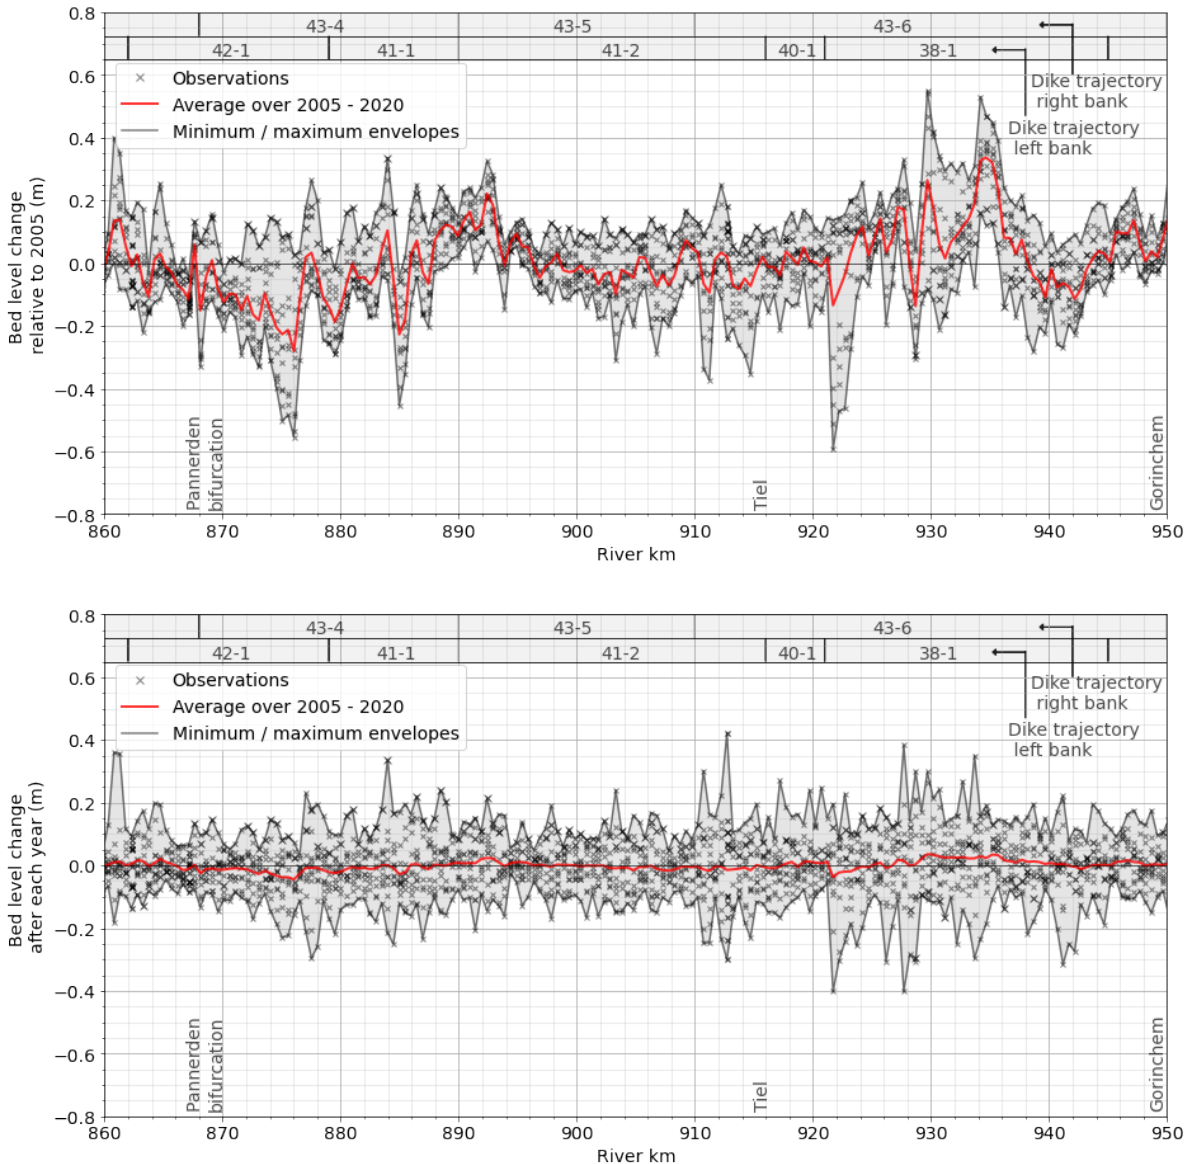 0.8
43-4
43-5
43-6
42-1
41-1
41-2
40-1
38-1
0.6
Observations
Average over 2005 - 2020
Minimum / maximum envelopes
Dike trajectory
right bank
Dike trajectory
left bank
0.4
0.2
0.0
−0.2
−0.4
−0.6
−0.8
Bed level change
relative to 2005 (m)
Pannerden
bifurcation
Tiel
Gorinchem
860
870
880
890
900
910
920
930
940
950
River km
0.8
43-4
43-5
43-6
42-1
41-1
41-2
40-1
38-1
0.6
Observations
Average over 2005 - 2020
Minimum / maximum envelopes
Dike trajectory
right bank
Dike trajectory
left bank
0.4
0.2
0.0
−0.2
−0.4
−0.6
−0.8
Bed level change
after each year (m)
Pannerden
bifurcation
Tiel
Gorinchem
860
870
880
890
900
910
920
930
940
950
River km